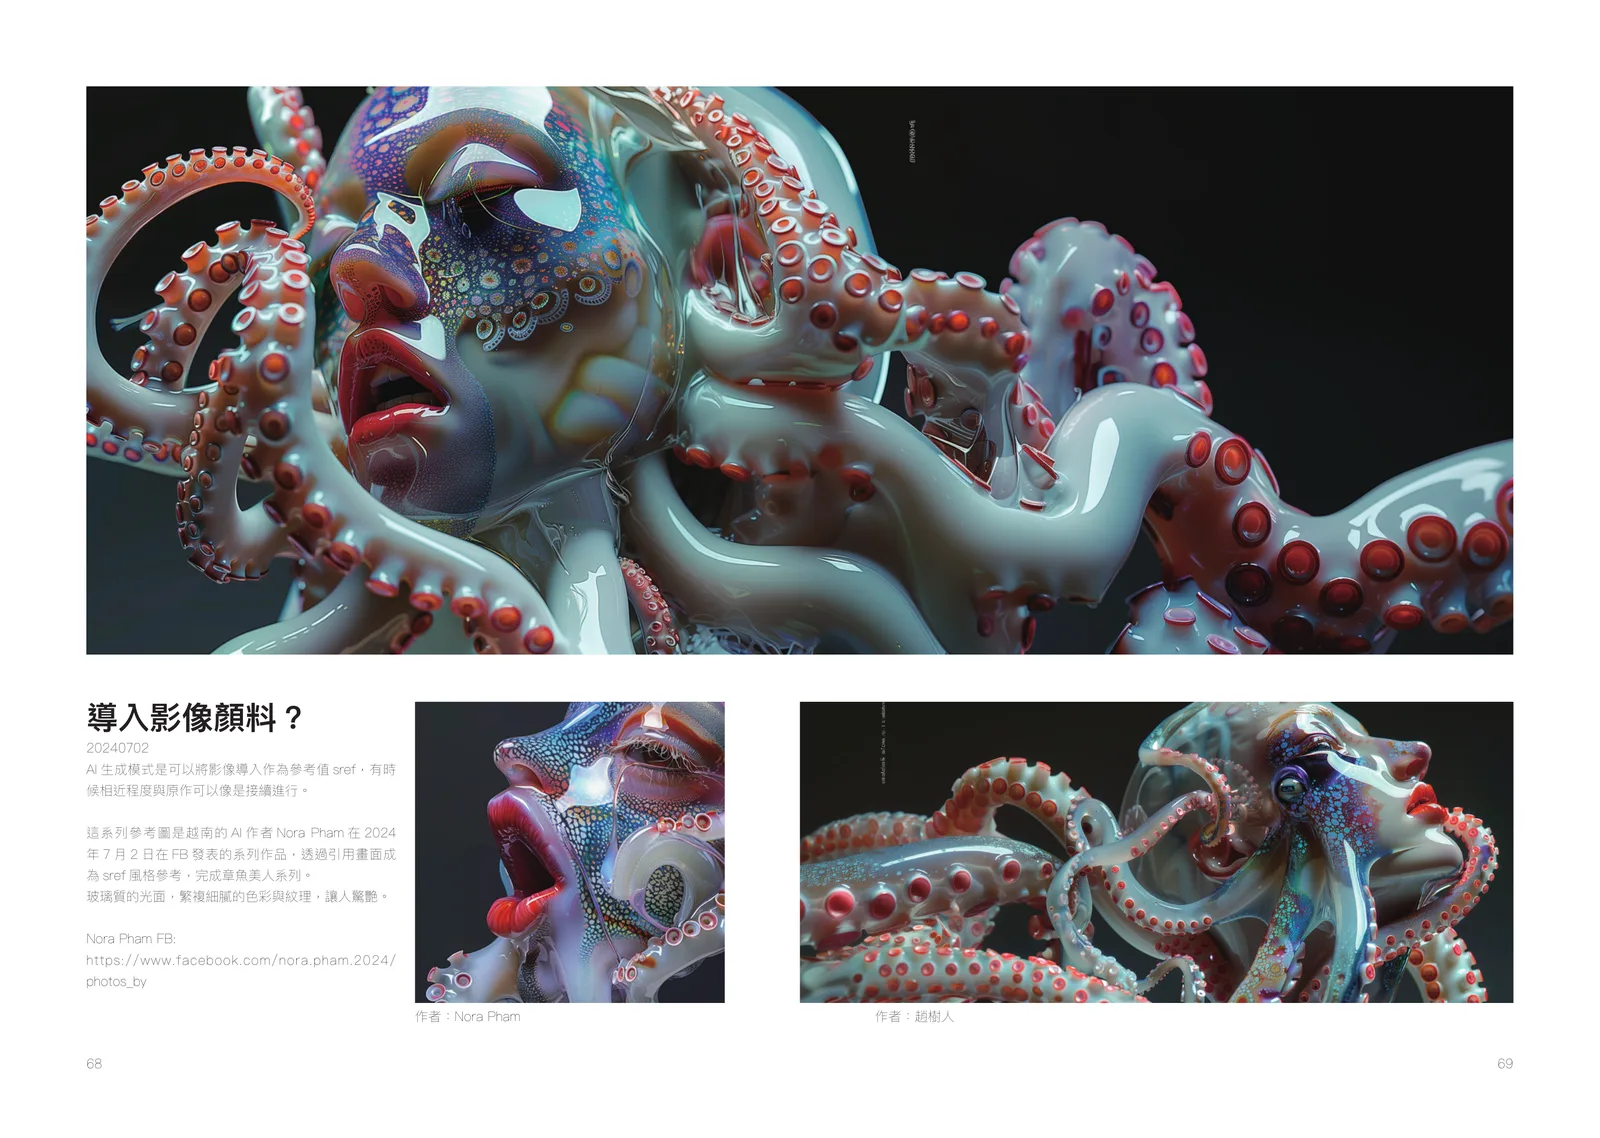 導入影像顏料？
20240702
AI 生成模式是可以將影像導入作為參考值 sref，有時
候相近程度與原作可以像是接續進行。
這系列參考圖是越南的 AI 作者 Nora Pham 在 2024
年 7 月 2 日在 FB 發表的系列作品，透過引用畫面成
為 sref 風格參考，完成章魚美人系列。
玻璃質的光面，繁複細膩的色彩與紋理，讓人驚艷。
Nora Pham FB:
https://www.facebook.com/nora.pham.2024/
photos_by
作者：Nora Pham
作者：趙樹人
68
69